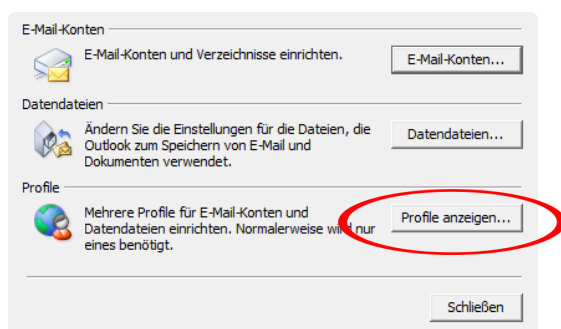 E-Mail-Konten
E-Mail-Konten und Verzeichnisse einrichten.
E-Mail-Konten...
Datendateien
Ändern Sie die Einstellungen für die Dateien, die
Outlook zum Speichern von E-Mail und
Dokumenten verwendet.
Datendateien...
Profile
Mehrere Profile für E-Mail-Konten und
Datendateien einrichten. Normalerweise wird nur
eines benötigt.
Profile anzeigen...
Schließen